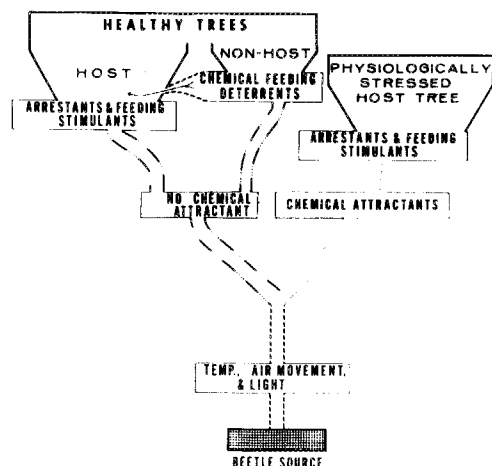 HEALTHY TREES
HOST
NON-HOST
CHEMICAL FEEDING
DETERRENTS
ARRESTANTS & FEEDING
STIMULANTS
PHYSIOLOGICALLY
STRESSED
HOST TREE
ARRESTANTS & FEEDING
STIMULANTS
NO CHEMICAL
ATTRACTANT
CHEMICAL ATTRACTANTS
TEMP., AIR MOVEMENT,
& LIGHT
BEETLE SOURCE